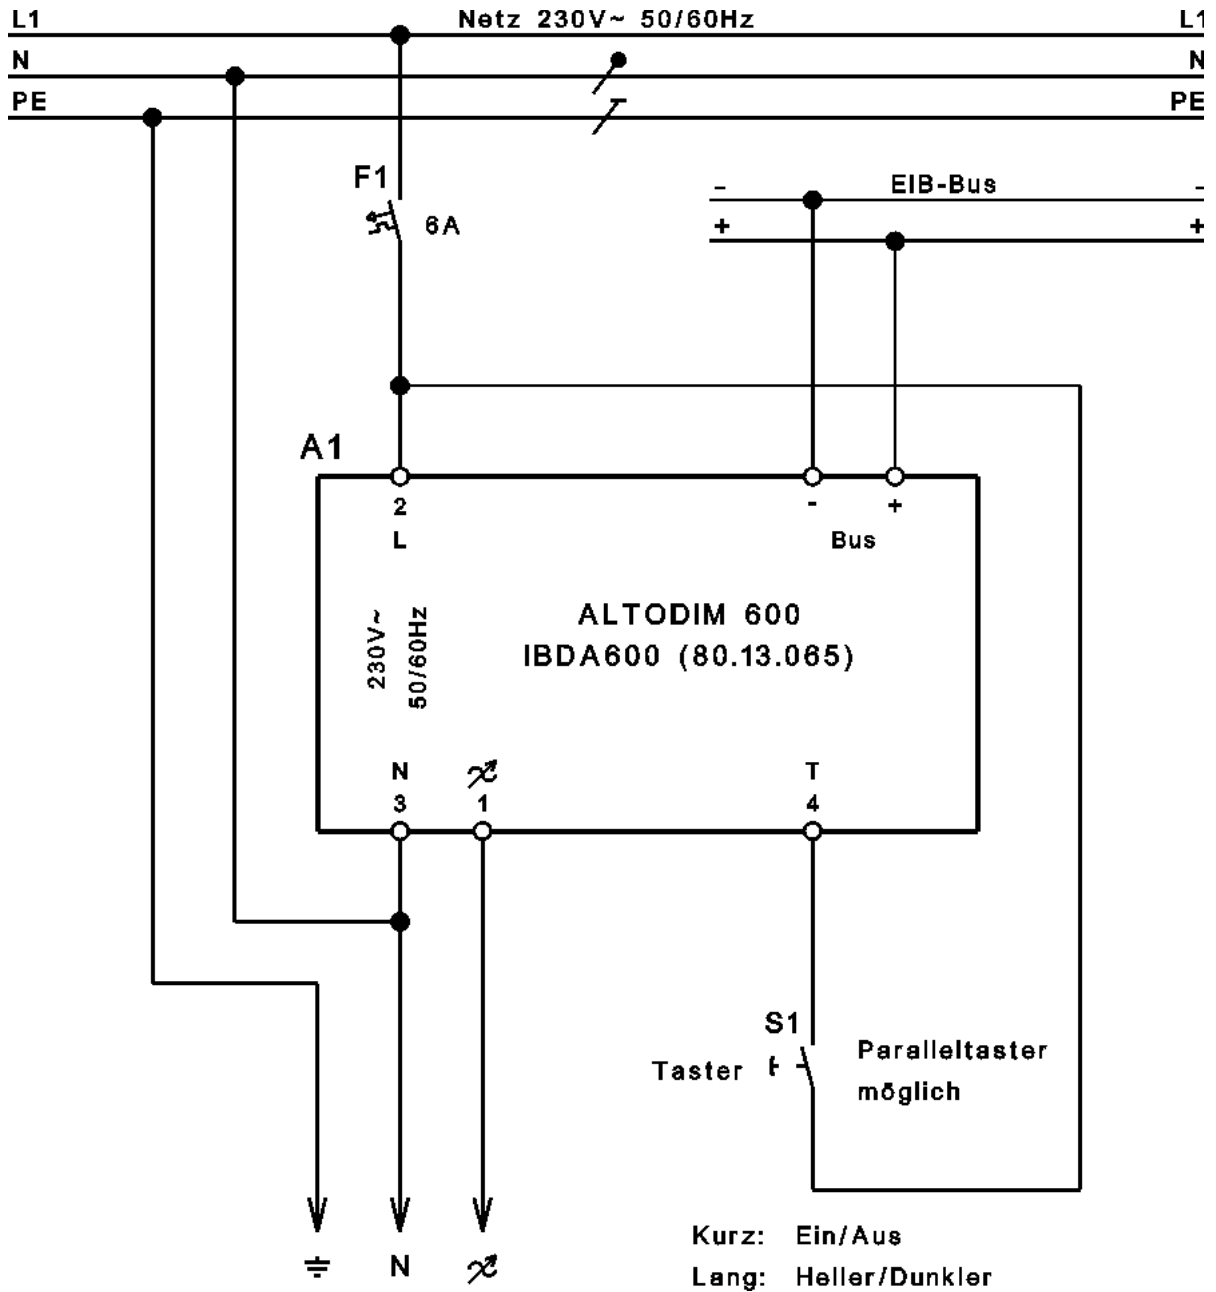 L1 Netz 230V~ 50/60Hz L1
N N
PE PE
F1
6A
- EIB-Bus -
+ +
A1
2 - +
L Bus
230V~
50/60Hz
ALTODIM 600
IBDA600 (80.13.065)
N T
3 1 4
S1
Taster
Paralleltaster
möglich
N
Kurz: Ein/Aus
Lang: Heller/Dunkler